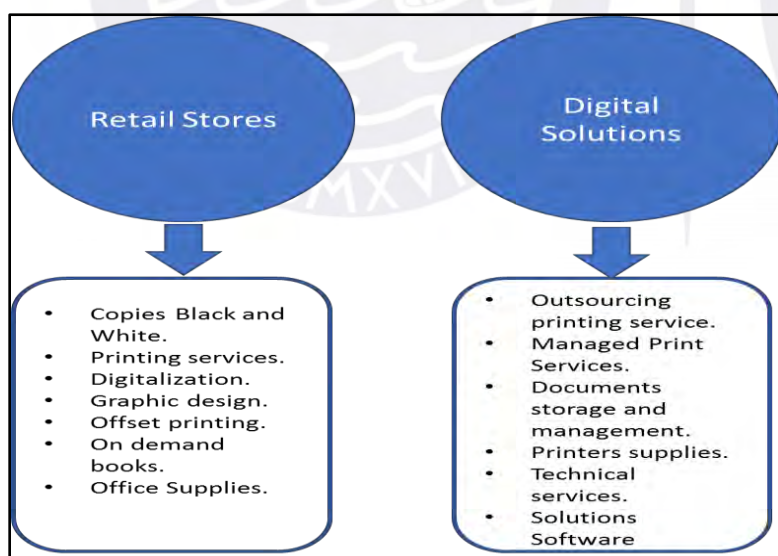 Retail Stores
• Copies Black and
White.
• Printing services.
• Digitalization.
• Graphic design.
• Offset printing.
• On demand
books.
• Office Supplies.
Digital
Solutions
• Outsourcing
printing service.
• Managed Print
Services.
• Documents
storage and
management.
• Printers supplies.
• Technical
services.
• Solutions
Software
MXVI